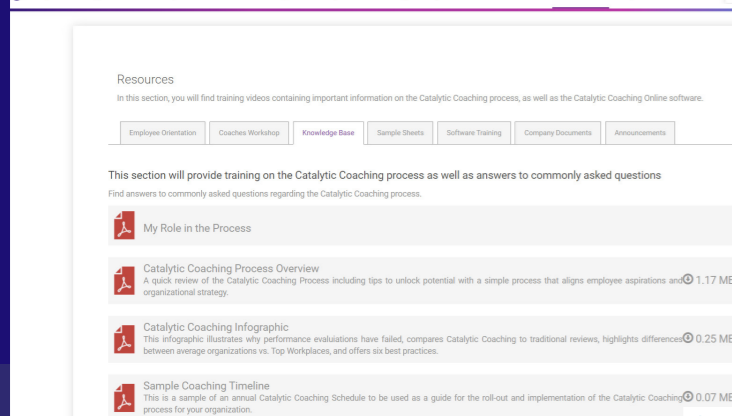 Resources
In this section, you will find training videos containing important information on the Catalytic Coaching process, as well as the Catalytic Coaching Online software.
Employee Orientation
Coaches Workshop
Knowledge Base
Sample Sheets
Software Training
Company Documents
Announcements
This section will provide training on the Catalytic Coaching process as well as answers to commonly asked questions
Find answers to commonly asked questions regarding the Catalytic Coaching process.
My Role in the Process
Catalytic Coaching Process Overview
A quick review of the Catalytic Coaching Process including tips to unlock potential with a simple process that aligns employee aspirations and
organizational strategy.
1.17 MB
Catalytic Coaching Infographic
This infographic illustrates why performance evaluiations have failed, compares Catalytic Coaching to traditional reviews, highlights differences
between average organizations vs. Top Workplaces, and offers six best practices.
0.25 MB
Sample Coaching Timeline
This is a sample of an annual Catalytic Coaching Schedule to be used as a guide for the roll-out and implementation of the Catalytic Coaching
process for your organization.
0.07 MB